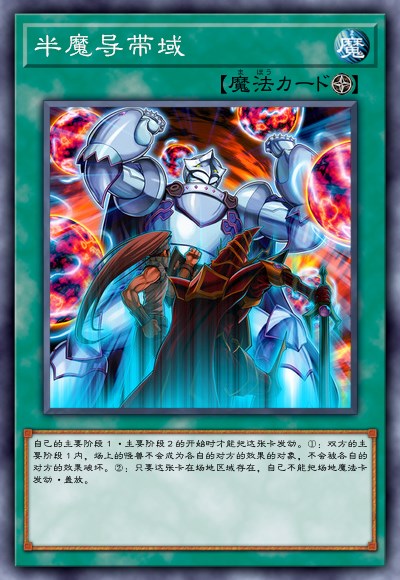 半魔导带域
魔
【魔法カード】
まほう
自己的主要阶段1·主要阶段2的开始时才能把这张卡发动。①：双方的主
要阶段1内，场上的怪兽不会成为各自的对方的效果的对象，不会被各自的
对方的效果破坏。②：只要这张卡在场地区域存在，自己不能把场地魔法卡
发动·盖放。